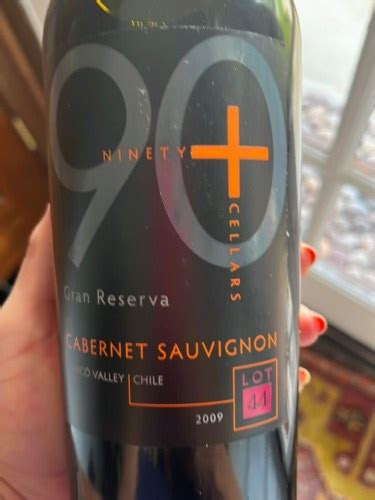 90+
NINETY
CELLARS
Gran Reserva
CABERNET SAUVIGNON
VALLEY CHILE
LOT
44
2009